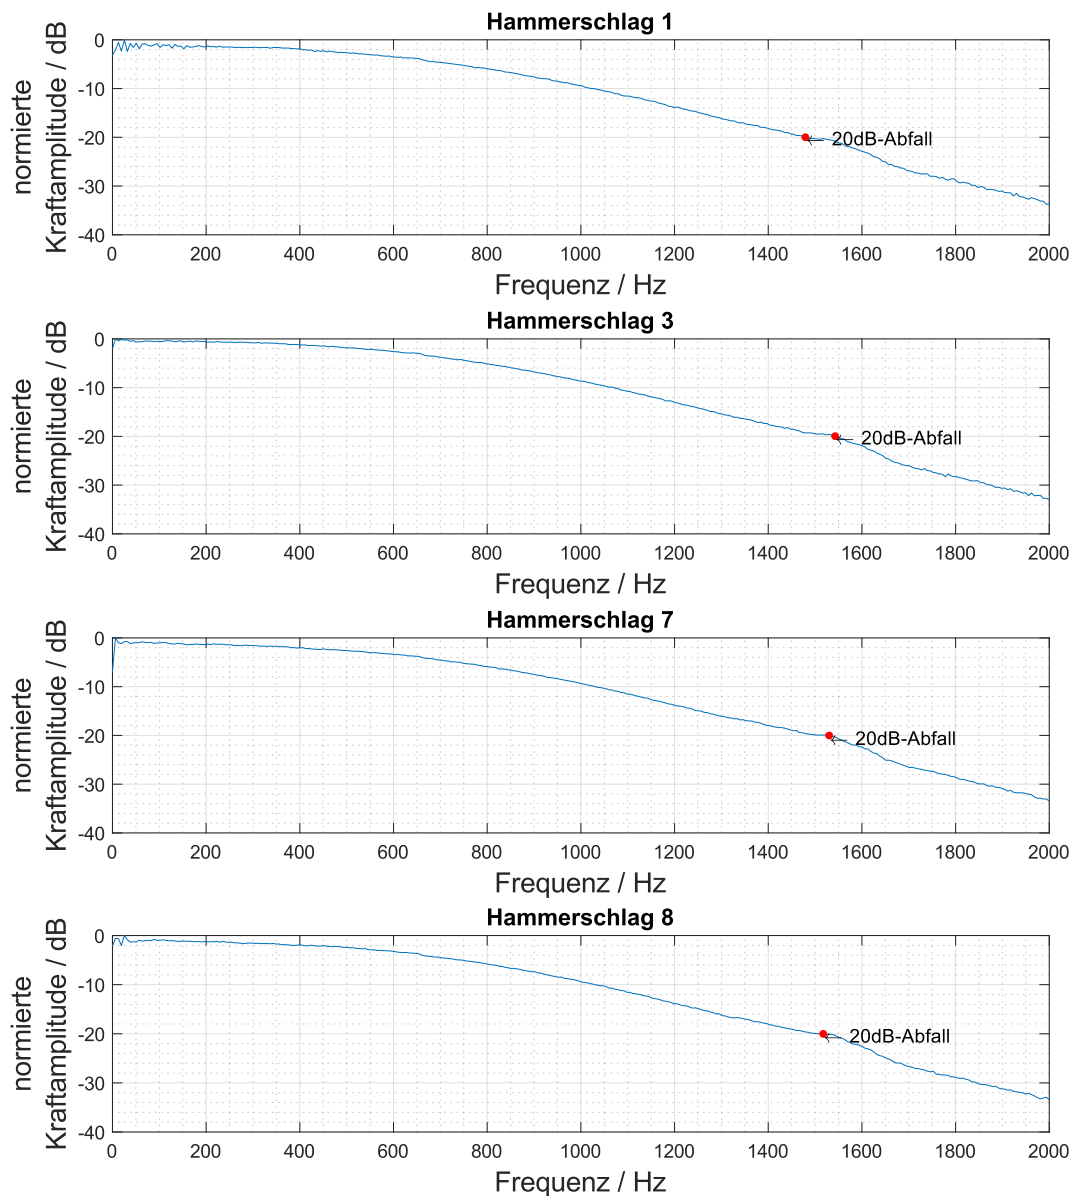 Hammerschlag 1
normierte
Kraftamplitude / dB
0
-10
-20
-30
-40
20dB-Abfall
0 200 400 600 800 1000 1200 1400 1600 1800 2000
Frequenz / Hz
Hammerschlag 3
normierte
Kraftamplitude / dB
0
-10
-20
-30
-40
20dB-Abfall
0 200 400 600 800 1000 1200 1400 1600 1800 2000
Frequenz / Hz
Hammerschlag 7
normierte
Kraftamplitude / dB
0
-10
-20
-30
-40
20dB-Abfall
0 200 400 600 800 1000 1200 1400 1600 1800 2000
Frequenz / Hz
Hammerschlag 8
normierte
Kraftamplitude / dB
0
-10
-20
-30
-40
20dB-Abfall
0 200 400 600 800 1000 1200 1400 1600 1800 2000
Frequenz / Hz